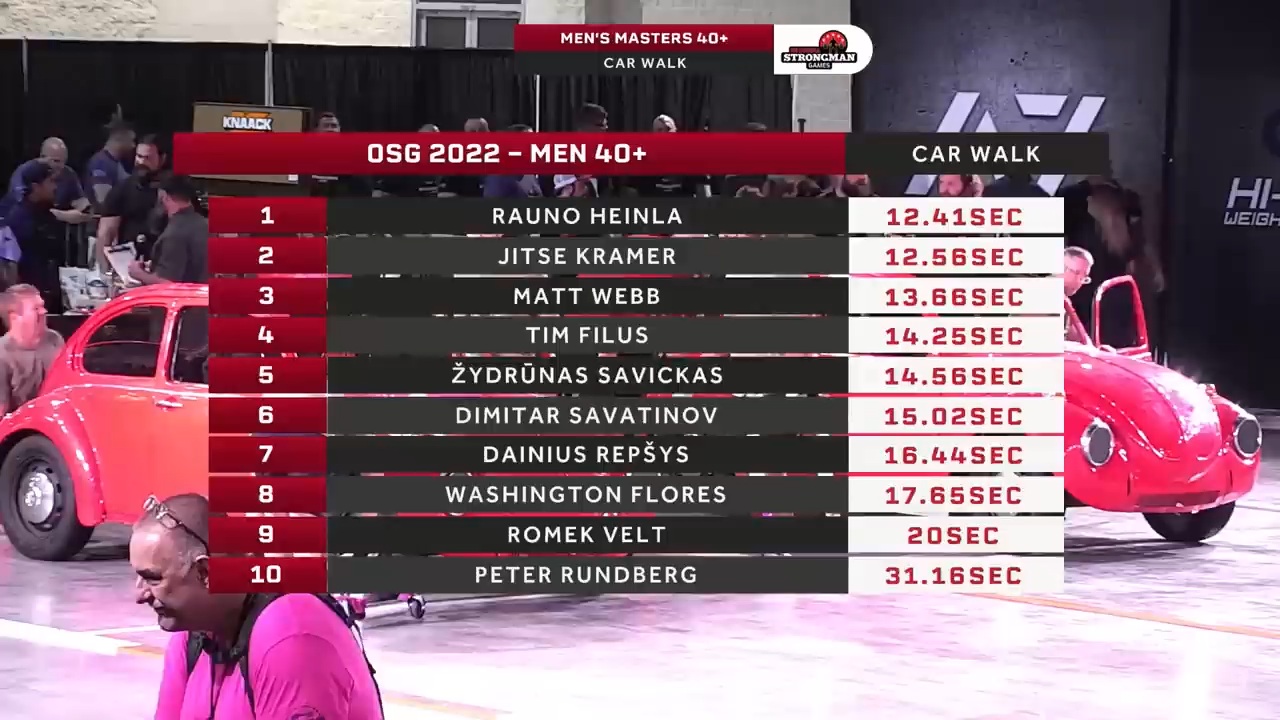 MEN'S MASTERS 40+
CAR WALK
STRONGMAN
GAMES
KNAACK
OSG 2022 – MEN 40+ CAR WALK
1 RAUNO HEINLA 12.41SEC
2 JITSE KRAMER 12.56SEC
3 MATT WEBB 13.66SEC
4 TIM FILUS 14.25SEC
5 ŽYDRŪNAS SAVICKAS 14.56SEC
6 DIMITAR SAVATINOV 15.02SEC
7 DAINIUS REPŠYS 16.44SEC
8 WASHINGTON FLORES 17.65SEC
9 ROMEK VELT 20SEC
10 PETER RUNDBERG 31.16SEC